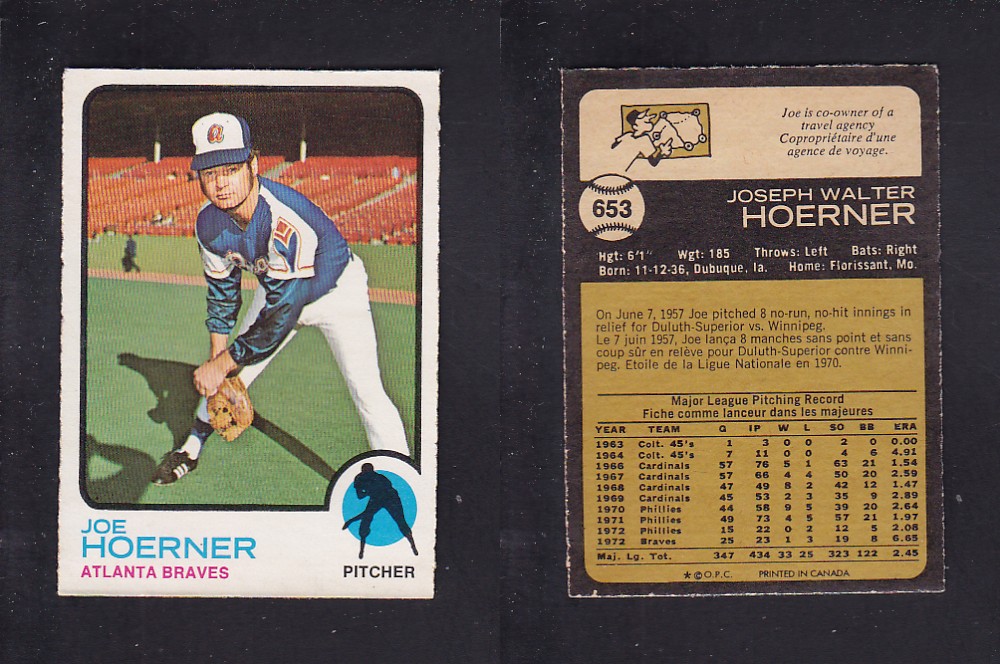 JOE
HOERNER
ATLANTA BRAVES
PITCHER
Joe is co-owner of a
travel agency
Copropriétaire d'une
agence de voyage.
653
JOSEPH WALTER
HOERNER
Hgt: 6'1" Wgt: 185 Throws: Left Bats: Right
Born: 11-12-36, Dubuque, Ia. Home: Florissant, Mo.
On June 7, 1957 Joe pitched 8 no-run, no-hit innings in
relief for Duluth-Superior vs. Winnipeg.
Le 7 juin 1957, Joe lança 8 manches sans point et sans
coup sûr en relève pour Duluth-Superior contre Winni-
peg. Etoile de la Ligue Nationale en 1970.
Major League Pitching Record
Fiche comme lanceur dans les majeures
YEAR TEAM G IP W L SO BB ERA
1963 Colt. 45's 1 3 0 0 2 0 0.00
1964 Colt. 45's 7 11 0 0 4 6 4.91
1966 Cardinals 57 76 5 1 63 21 1.54
1967 Cardinals 57 66 4 4 50 20 2.59
1968 Cardinals 47 49 8 2 42 12 1.47
1969 Cardinals 45 53 2 3 35 9 2.89
1970 Phillies 44 58 9 5 39 20 2.64
1971 Phillies 49 73 4 5 57 21 1.97
1972 Phillies 15 22 0 2 12 5 2.08
1972 Braves 25 23 1 3 19 8 6.65
Maj. Lg. Tot. 347 434 33 25 323 122 2.45
★ © O.P.C. PRINTED IN CANADA